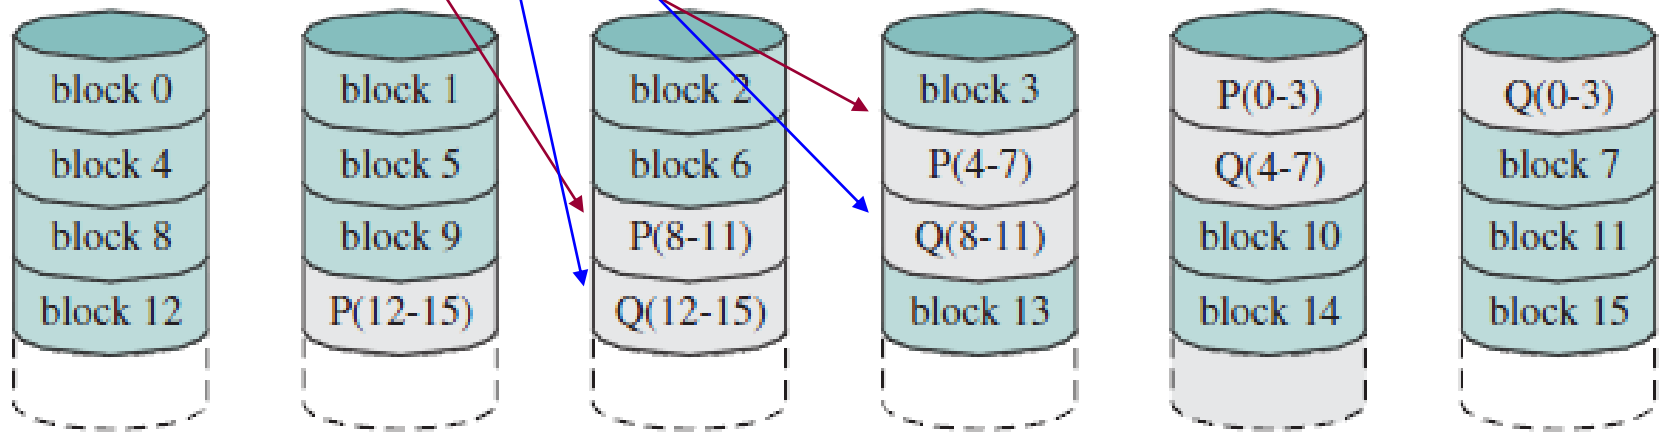 block 0 block 1 block 2 block 3 P(0-3) Q(0-3)
block 4 block 5 block 6 P(4-7) Q(4-7) block 7
block 8 block 9 P(8-11) Q(8-11) block 10 block 11
block 12 P(12-15) Q(12-15) block 13 block 14 block 15